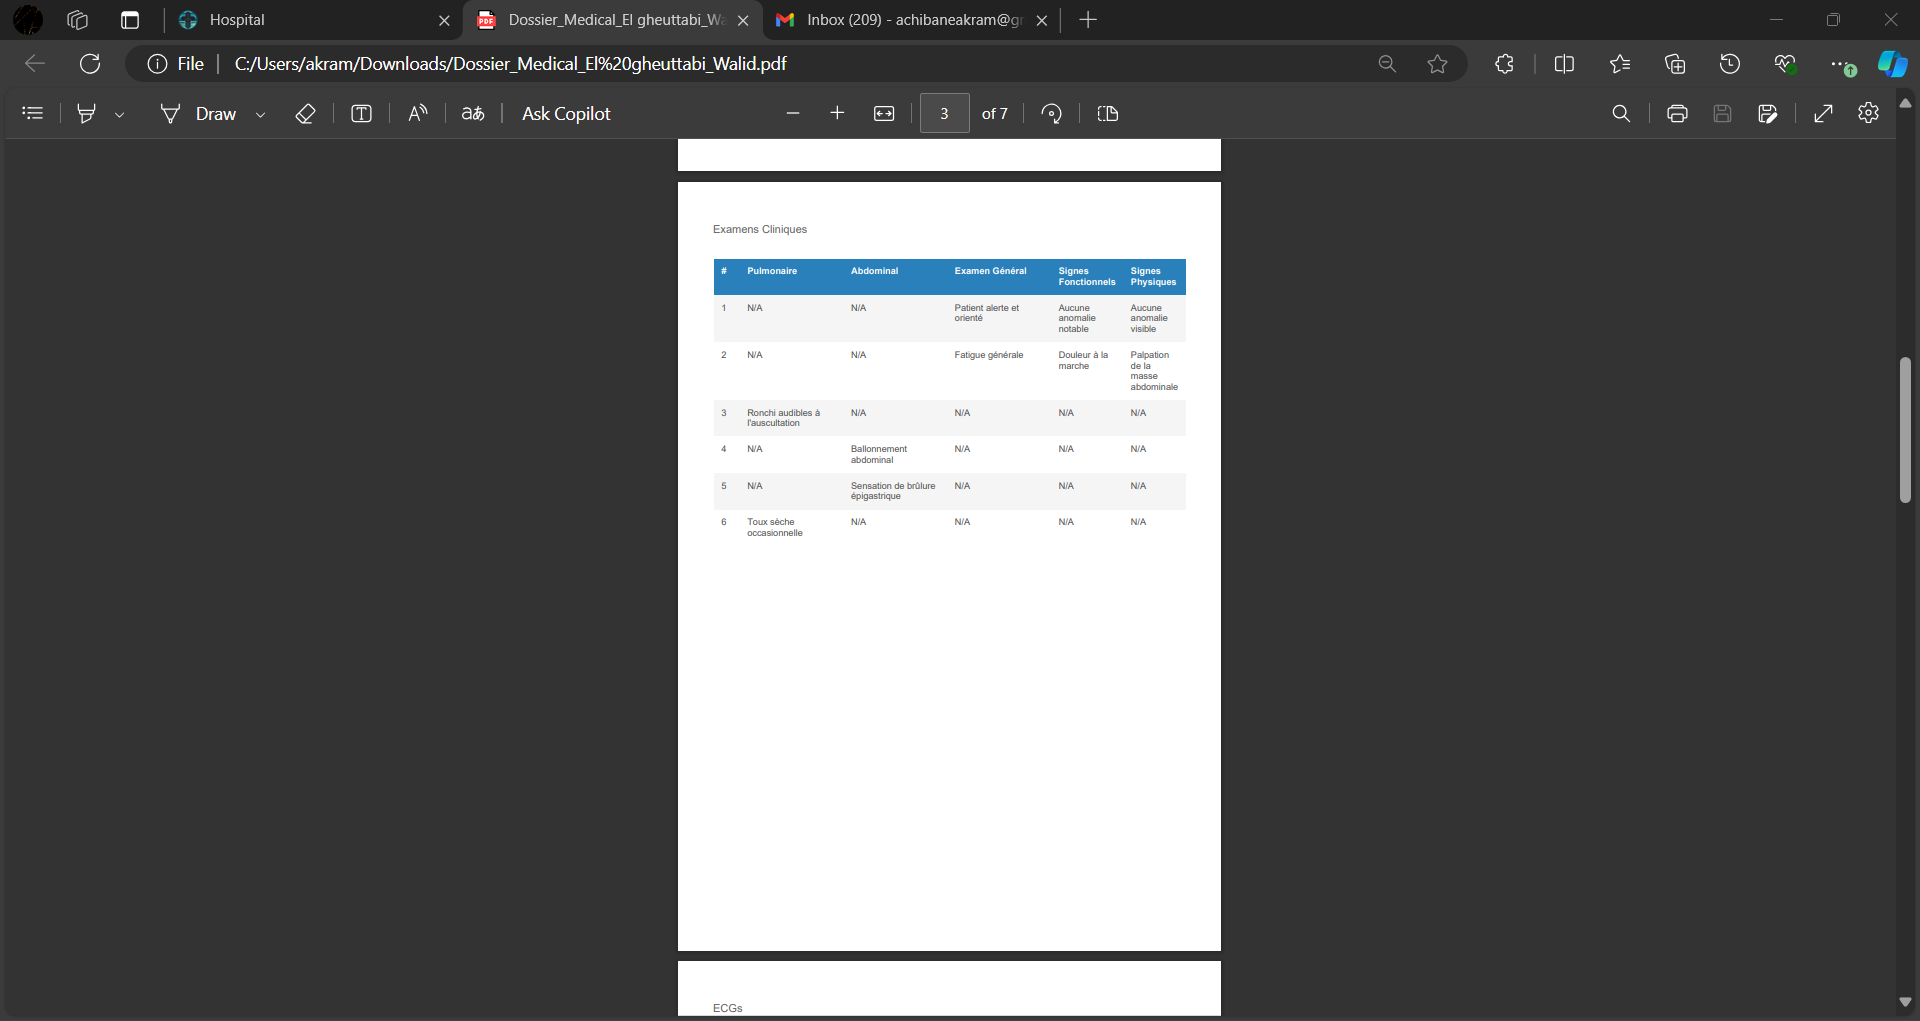 Hospital
Dossier_Medical_El gheuttabi_Wa
Inbox (209) - achibaneakram@g
File
C:/Users/akram/Downloads/Dossier_Medical_El%20gheuttabi_Walid.pdf
Draw
aあ
Ask Copilot
3 of 7
Examens Cliniques
# Pulmonaire Abdominal Examen Général Signes Signes
Fonctionnels Physiques
1 N/A N/A Patient alerte et Aucune Aucune
orienté anomalie anomalie
notable visible
2 N/A N/A Fatigue générale Douleur à la Palpation
marche de la
masse
abdominale
3 Ronchi audibles à N/A N/A N/A N/A
l'auscultation
4 N/A Ballonnement N/A N/A N/A
abdominal
5 N/A Sensation de brûlure N/A N/A N/A
épigastrique
6 Toux sèche N/A N/A N/A N/A
occasionnelle
ECGs